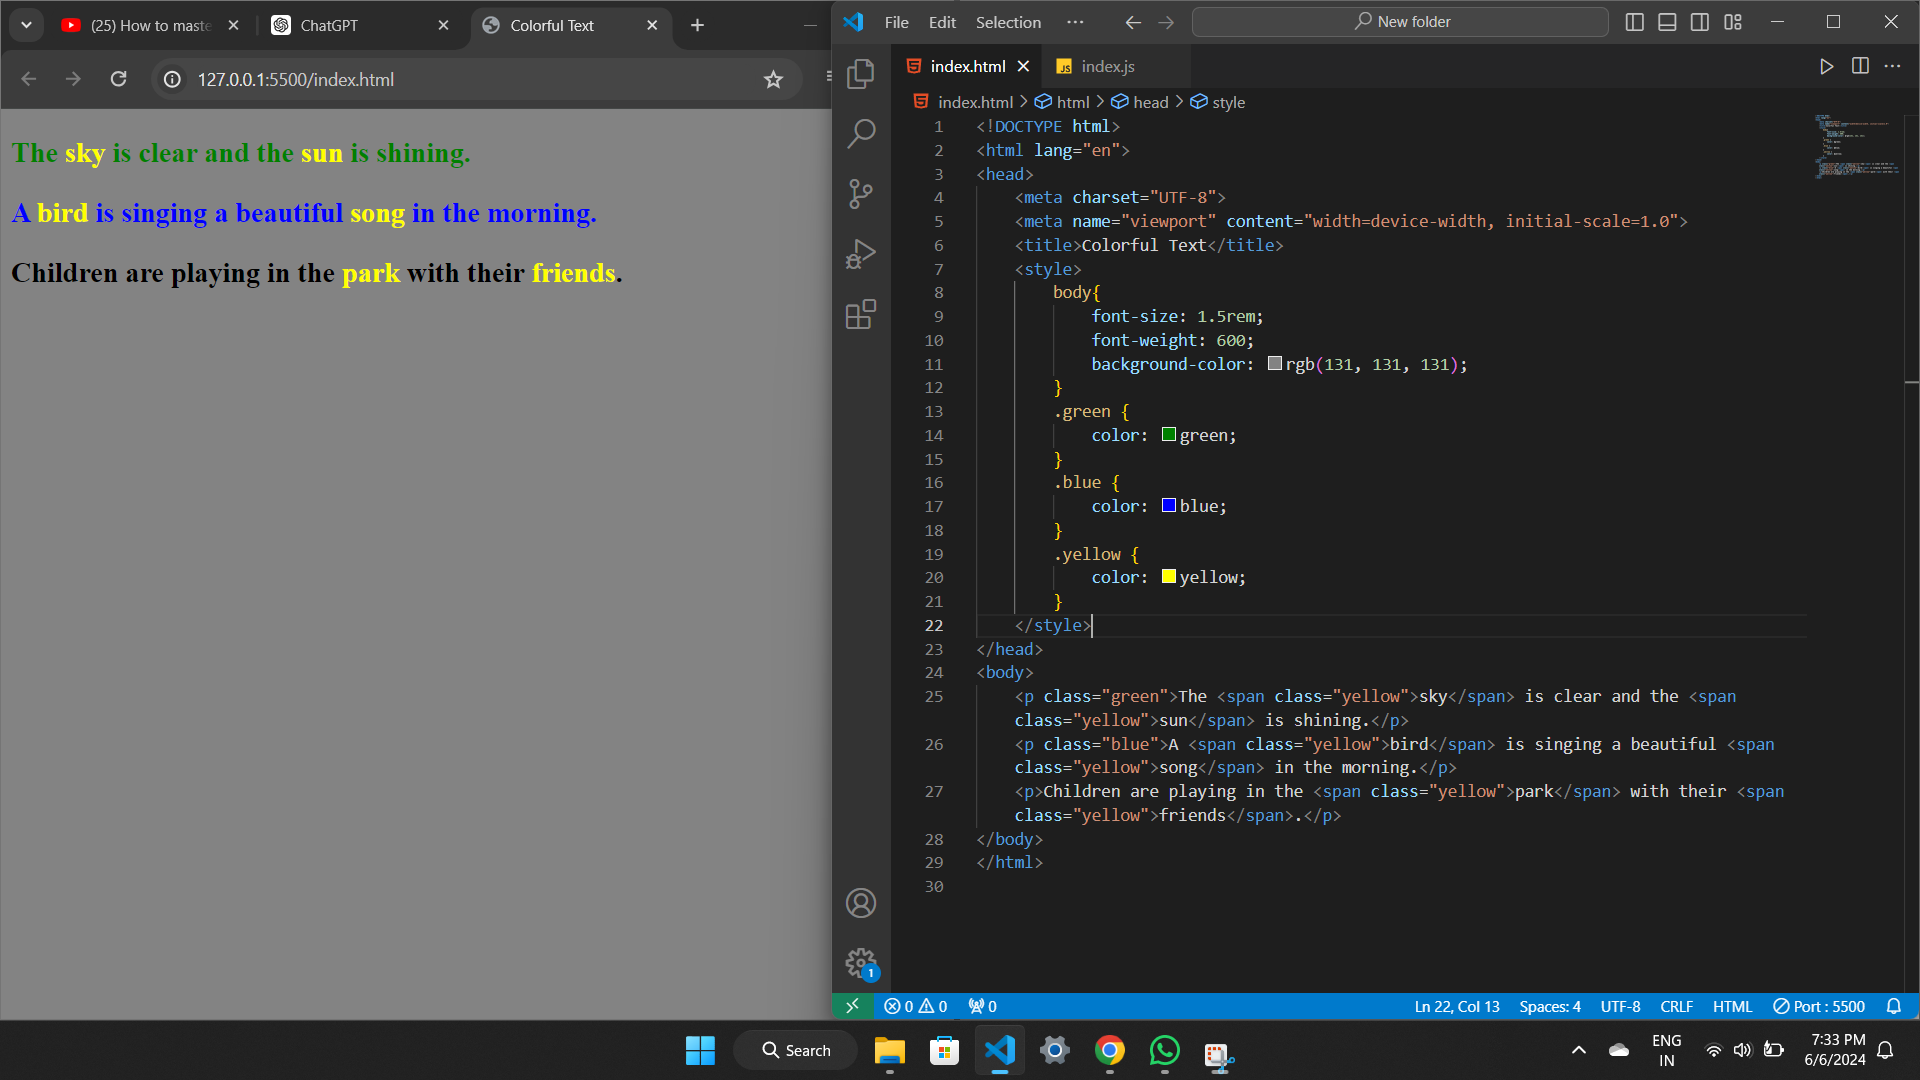 (25) How to maste
ChatGPT
Colorful Text
127.0.0.1:5500/index.html
The sky is clear and the sun is shining.
A bird is singing a beautiful song in the morning.
Children are playing in the park with their friends.
File Edit Selection ···
New folder
index.html
JS index.js
index.html > html > head > style
1 <!DOCTYPE html>
2 <html lang="en">
3 <head>
4 <meta charset="UTF-8">
5 <meta name="viewport" content="width=device-width, initial-scale=1.0">
6 <title>Colorful Text</title>
7 <style>
8 body{
9 font-size: 1.5rem;
10 font-weight: 600;
11 background-color: rgb(131, 131, 131);
12 }
13 .green {
14 color: green;
15 }
16 .blue {
17 color: blue;
18 }
19 .yellow {
20 color: yellow;
21 }
22 </style>
23 </head>
24 <body>
25 <p class="green">The <span class="yellow">sky</span> is clear and the <span
class="yellow">sun</span> is shining.</p>
26 <p class="blue">A <span class="yellow">bird</span> is singing a beautiful <span
class="yellow">song</span> in the morning.</p>
27 <p>Children are playing in the <span class="yellow">park</span> with their <span
class="yellow">friends</span>.</p>
28 </body>
29 </html>
30
1
0 0 0
Ln 22, Col 13 Spaces: 4 UTF-8 CRLF HTML Port : 5500
Search
ENG
IN
7:33 PM
6/6/2024